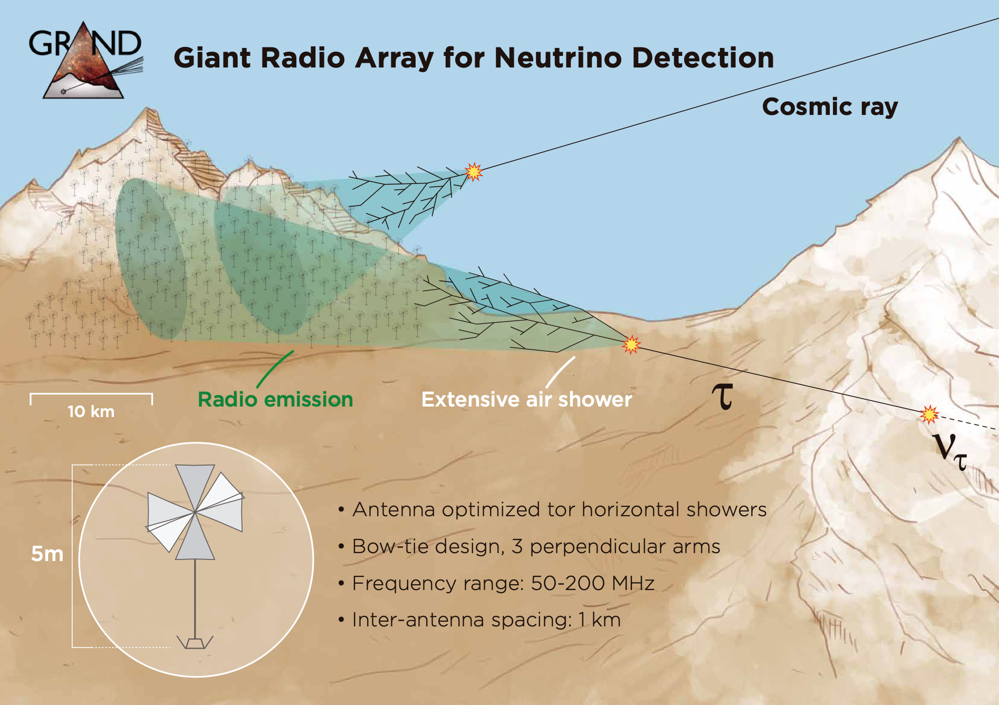 GRAND
Giant Radio Array for Neutrino Detection
Cosmic ray
10 km
Radio emission
Extensive air shower
τ
ντ
5m
• Antenna optimized tor horizontal showers
• Bow-tie design, 3 perpendicular arms
• Frequency range: 50-200 MHz
• Inter-antenna spacing: 1 km